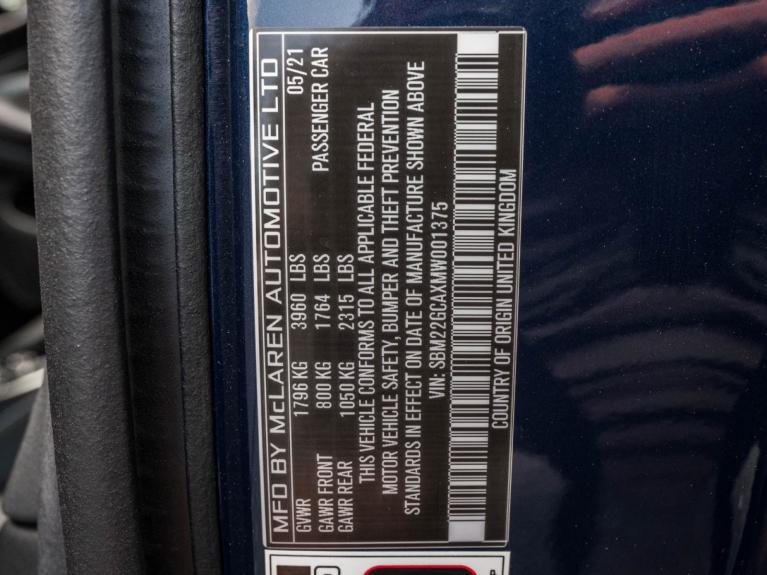 MFD BY McLAREN AUTOMOTIVE LTD
GVWR 1796 KG 3960 LBS 05/21
GAWR FRONT 800 KG 1764 LBS PASSENGER CAR
GAWR REAR 1050 KG 2315 LBS
THIS VEHICLE CONFORMS TO ALL APPLICABLE FEDERAL
MOTOR VEHICLE SAFETY, BUMPER AND THEFT PREVENTION
STANDARDS IN EFFECT ON DATE OF MANUFACTURE SHOWN ABOVE
VIN: SBM22GCAXMW001375
COUNTRY OF ORIGIN UNITED KINGDOM